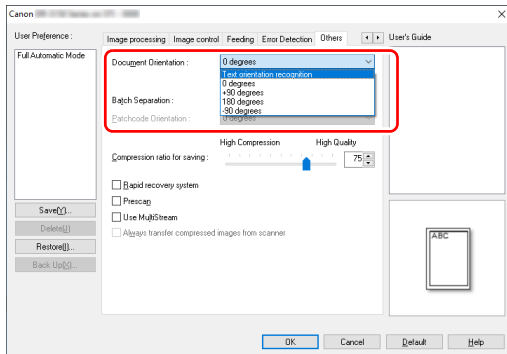 Canon
User Preference :
Full Automatic Mode
Save(Y)...
Delete(J)
Restore(I)...
Back Up(X)...
Image processing Image control Feeding Error Detection Others
Document Orientation : 0 degrees
Text orientation recognition
0 degrees
+90 degrees
180 degrees
-90 degrees
Batch Separation :
Patchcode Orientation : 0 degrees
High Compression High Quality
Compression ratio for saving : 75
Rapid recovery system
Prescan
Use MultiStream
Always transfer compressed images from scanner
User's Guide
ABC
OK Cancel Default Help